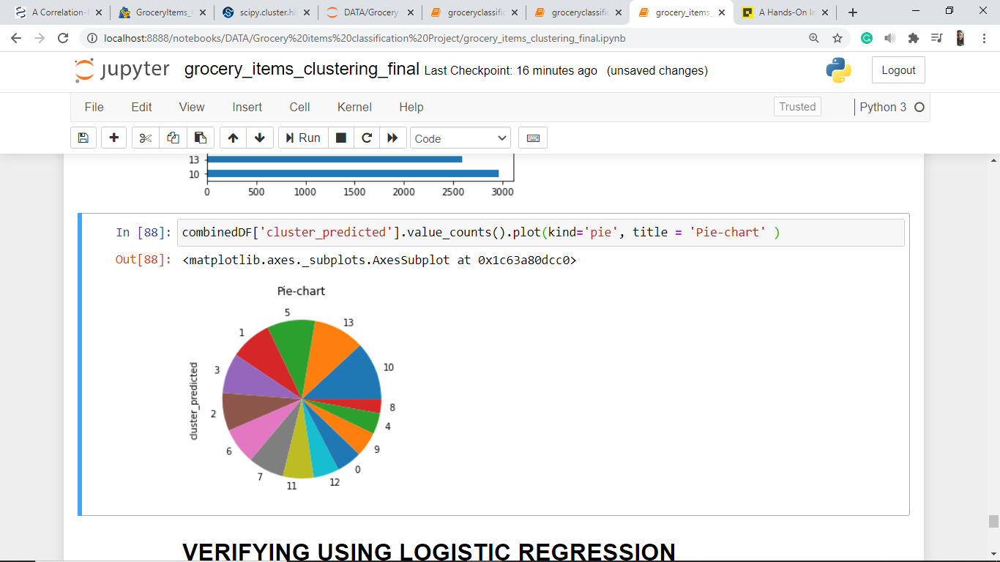 A Correlation-
GroceryItems_
scipy.cluster.hi
DATA/Grocery
groceryclassific
groceryclassific
grocery_items_
A Hands-On In
localhost:8888/notebooks/DATA/Grocery%20items%20classification%20Project/grocery_items_clustering_final.ipynb
jupyter grocery_items_clustering_final Last Checkpoint: 16 minutes ago (unsaved changes)
Logout
File Edit View Insert Cell Kernel Help
Trusted
Python 3
Run
Code
13
10
0 500 1000 1500 2000 2500 3000
In [88]: combinedDF['cluster_predicted'].value_counts().plot(kind='pie', title = 'Pie-chart' )
Out[88]: <matplotlib.axes._subplots.AxesSubplot at 0x1c63a80dcc0>
Pie-chart
5
13
1
10
3
cluster_predicted
8
2
4
9
6
0
7
12
11
VERIFYING USING LOGISTIC REGRESSION